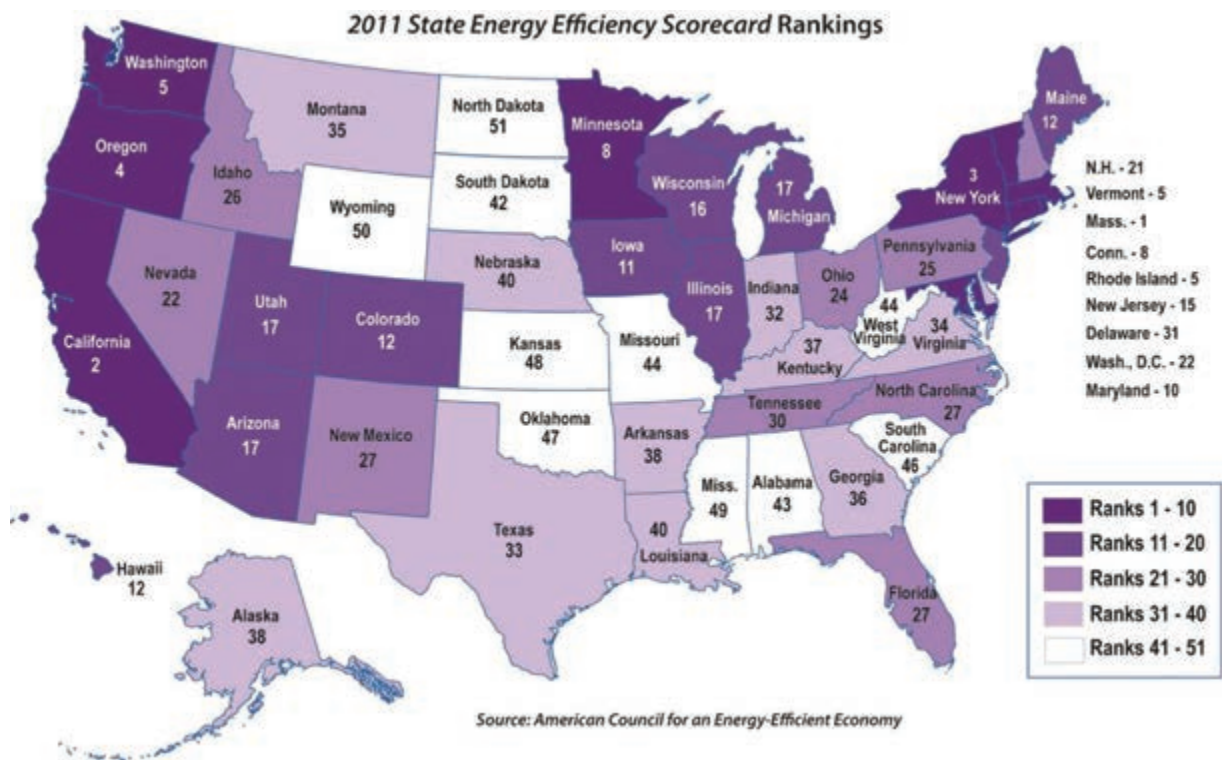 2011 State Energy Efficiency Scorecard Rankings
Washington
5
Oregon
4
California
2
Nevada
22
Idaho
26
Montana
35
Wyoming
50
Utah
17
Colorado
12
Arizona
17
New Mexico
27
North Dakota
51
South Dakota
42
Nebraska
40
Kansas
48
Oklahoma
47
Texas
33
Minnesota
8
Iowa
11
Missouri
44
Arkansas
38
40
Louisiana
Wisconsin
16
Illinois
17
17
Michigan
Indiana
32
Ohio
24
37
Kentucky
Tennessee
30
Miss.
49
Alabama
43
Georgia
36
Florida
27
South
Carolina
46
North Carolina
27
34
Virginia
44
West
Virginia
Pennsylvania
25
3
New York
Maine
12
N.H. - 21
Vermont - 5
Mass. - 1
Conn. - 8
Rhode Island - 5
New Jersey - 15
Delaware - 31
Wash., D.C. - 22
Maryland - 10
Hawaii
12
Alaska
38
Ranks 1 - 10
Ranks 11 - 20
Ranks 21 - 30
Ranks 31 - 40
Ranks 41 - 51
Source: American Council for an Energy-Efficient Economy